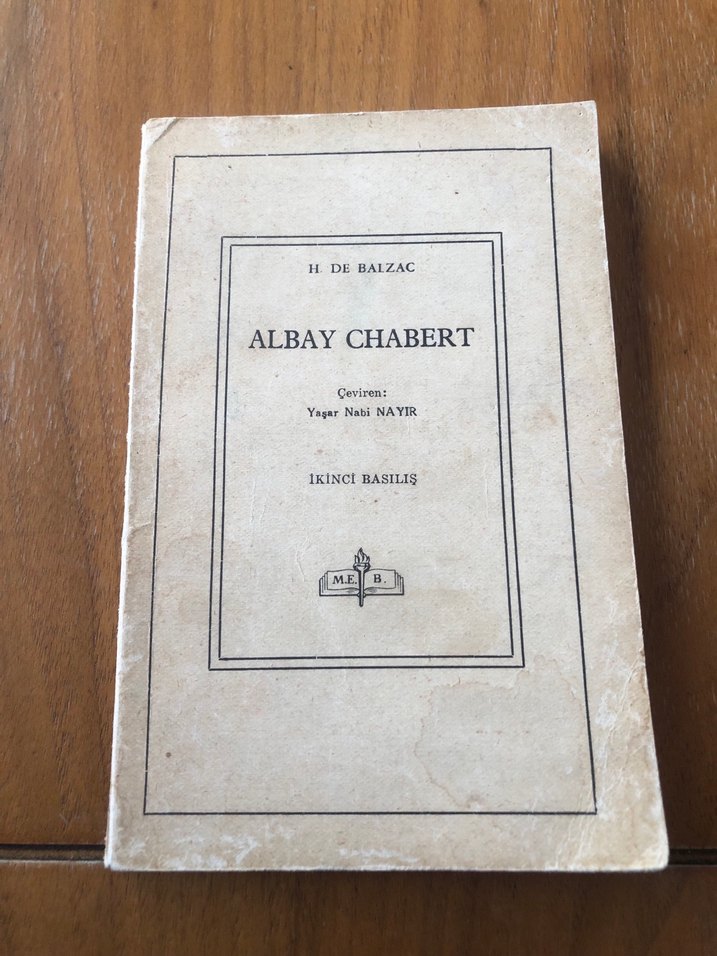 H. DE BALZAC
ALBAY CHABERT
Çeviren:
Yaşar Nabi NAYIR
İKİNCİ BASILIŞ
M.E. B.